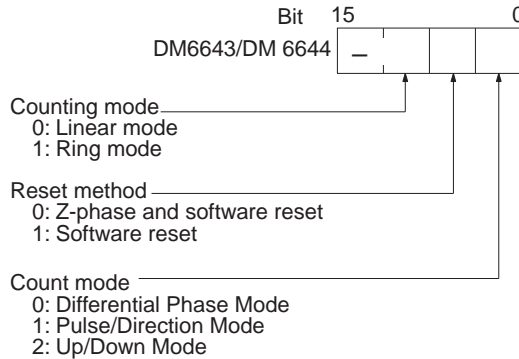 Bit 15 0
DM6643/DM 6644 –
Counting mode
0: Linear mode
1: Ring mode
Reset method
0: Z-phase and software reset
1: Software reset
Count mode
0: Differential Phase Mode
1: Pulse/Direction Mode
2: Up/Down Mode